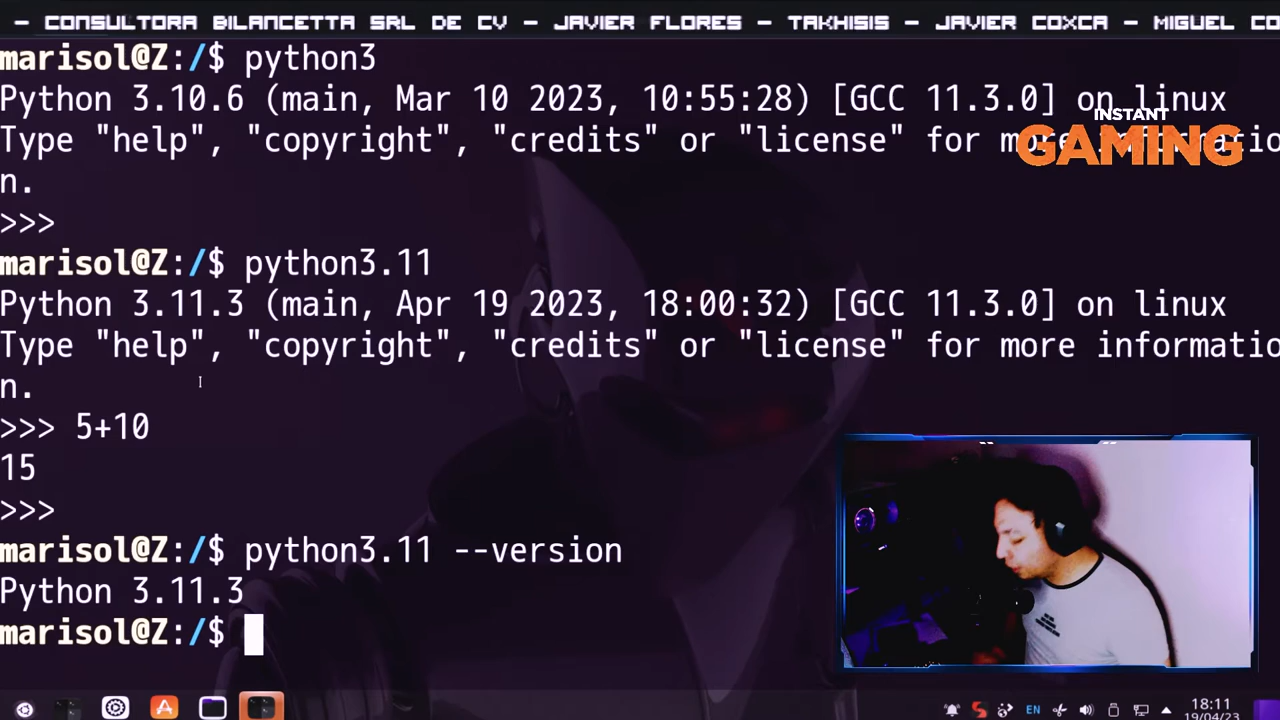 - CONSULTORA BILANCETTA SRL DE CV - JAVIER FLORES - TAKHISIS - JAVIER COXCA - MIGUEL CO
marisol@Z:/$ python3
Python 3.10.6 (main, Mar 10 2023, 10:55:28) [GCC 11.3.0] on linux
Type "help", "copyright", "credits" or "license" for more informatio
n.
>>>
marisol@Z:/$ python3.11
Python 3.11.3 (main, Apr 19 2023, 18:00:32) [GCC 11.3.0] on linux
Type "help", "copyright", "credits" or "license" for more informatio
n.
>>> 5+10
15
>>>
marisol@Z:/$ python3.11 --version
Python 3.11.3
marisol@Z:/$
INSTANT
GAMING
EN
18:11
19/04/23